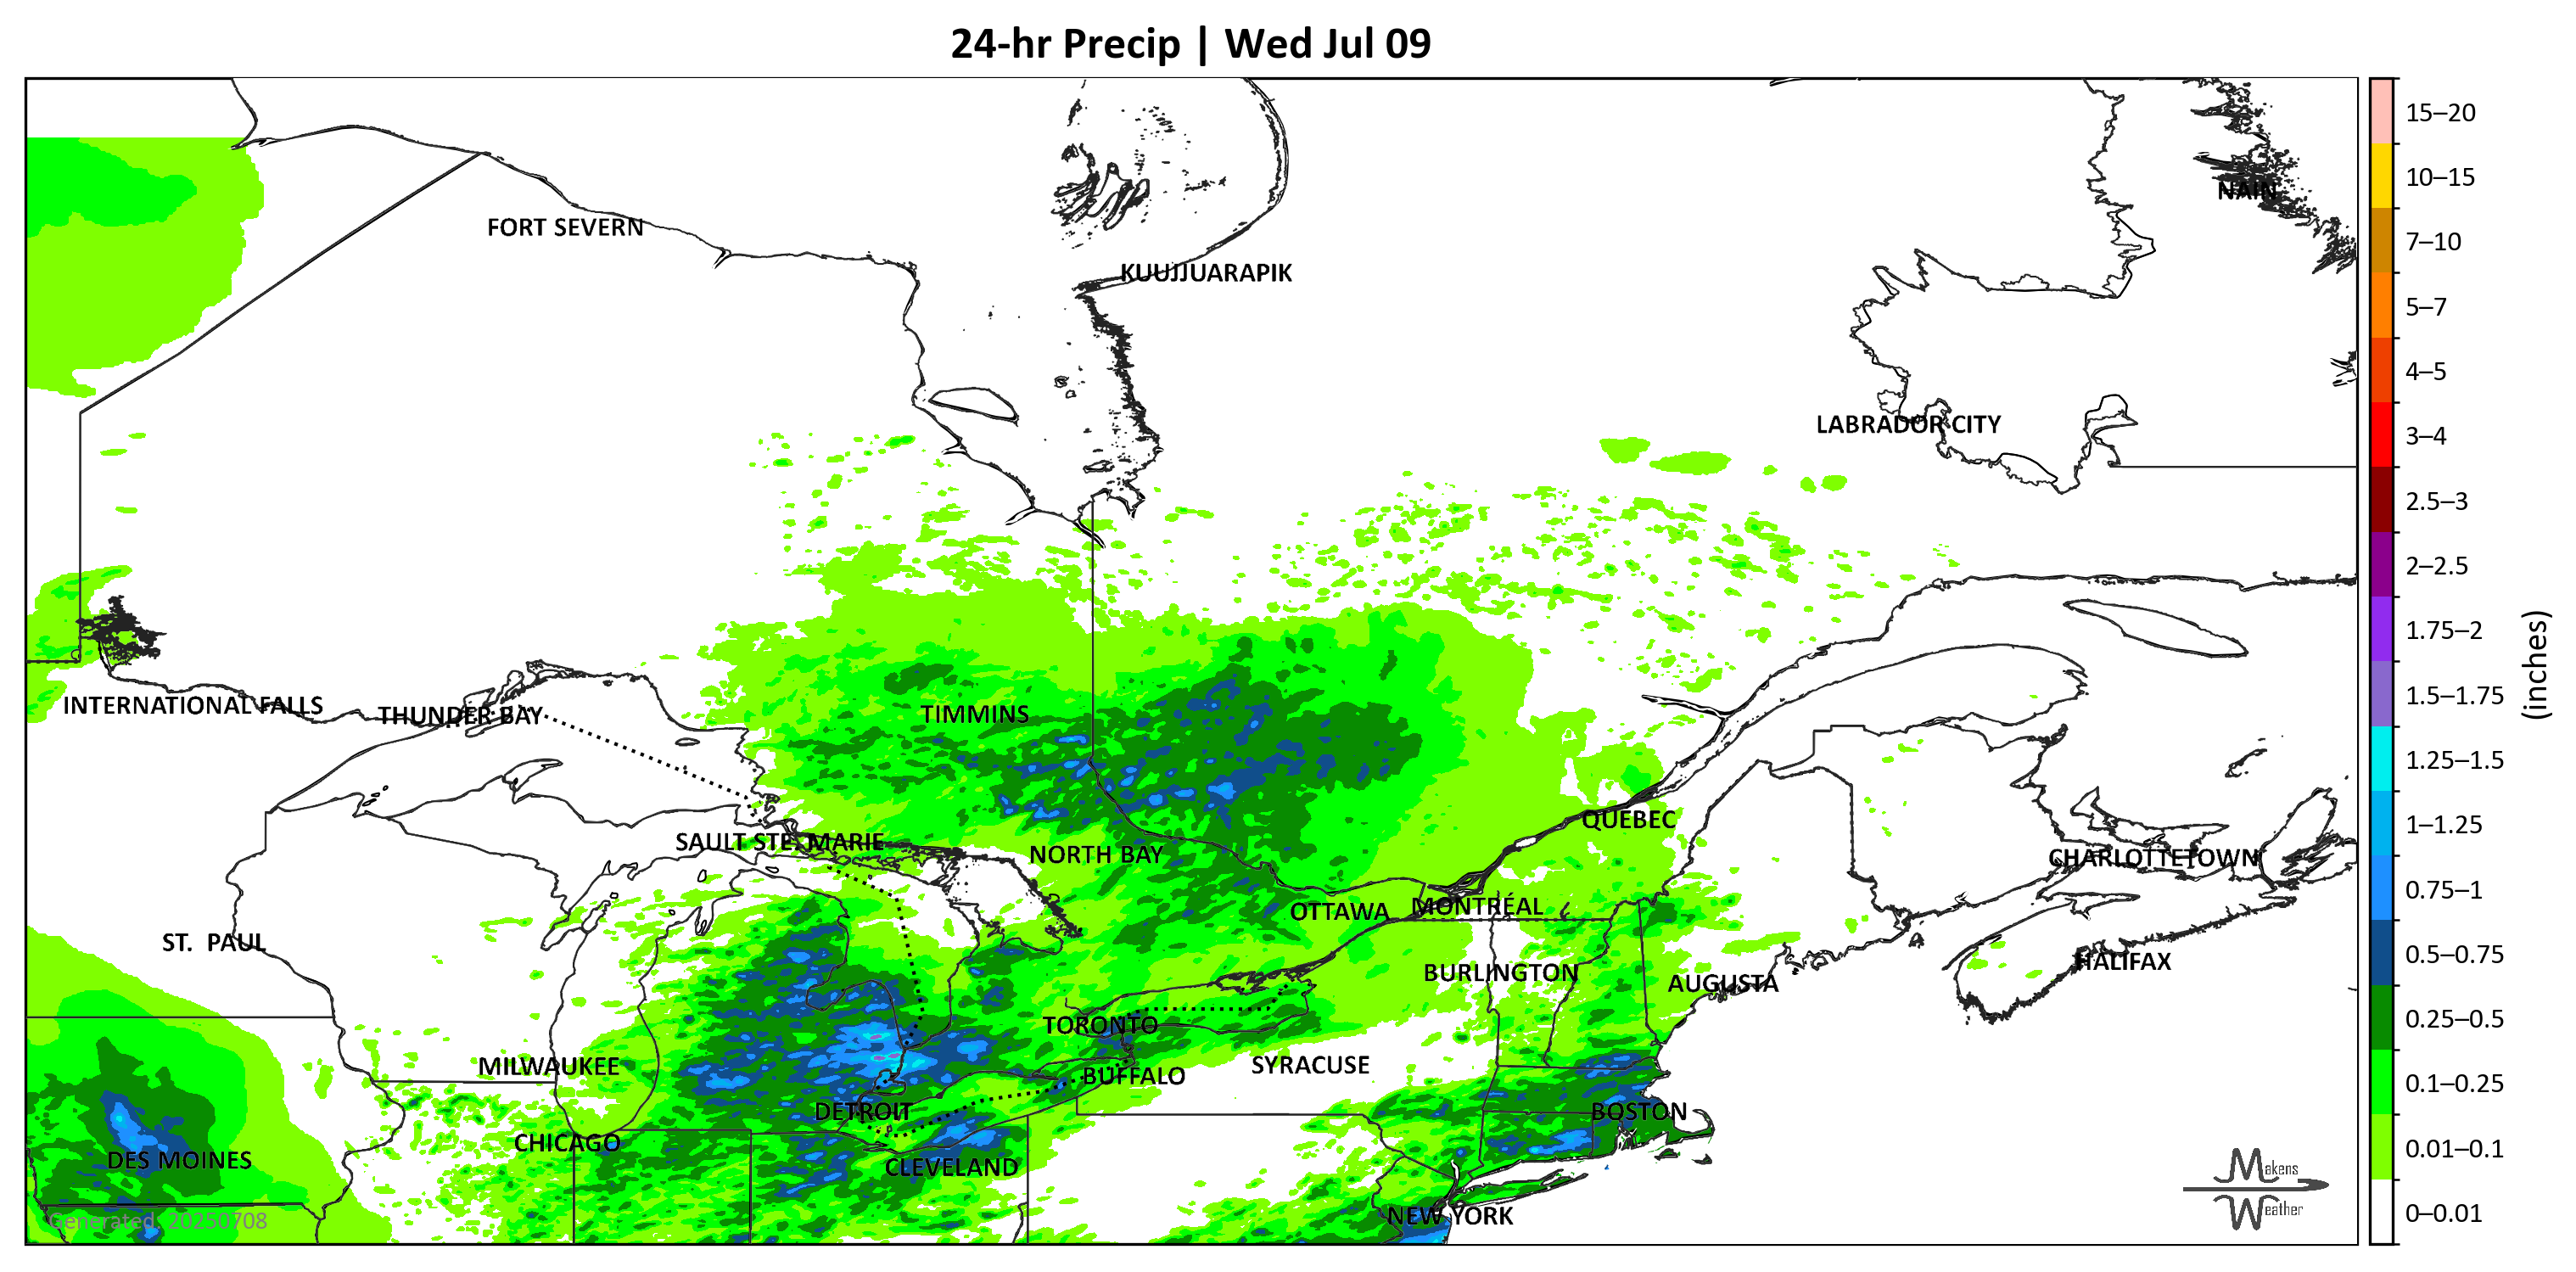 24-hr Precip | Wed Jul 09
15–20
10–15
NAIN
FORT SEVERN
7–10
KUUJJUARAPIK
5–7
4–5
LABRADOR CITY
3–4
2.5–3
2–2.5
1.75–2
(inches)
INTERNATIONAL FALLS
THUNDER BAY
TIMMINS
1.5–1.75
1.25–1.5
QUEBEC
1–1.25
SAULT STE. MARIE
NORTH BAY
CHARLOTTETOWN
0.75–1
OTTAWA
MONTRÉAL
ST. PAUL
0.5–0.75
BURLINGTON
HALIFAX
AUGUSTA
TORONTO
0.25–0.5
MILWAUKEE
SYRACUSE
BUFFALO
0.1–0.25
DETROIT
BOSTON
CHICAGO
0.01–0.1
DES MOINES
CLEVELAND
Makens
Weather
NEW YORK
0–0.01
Generated: 20250708